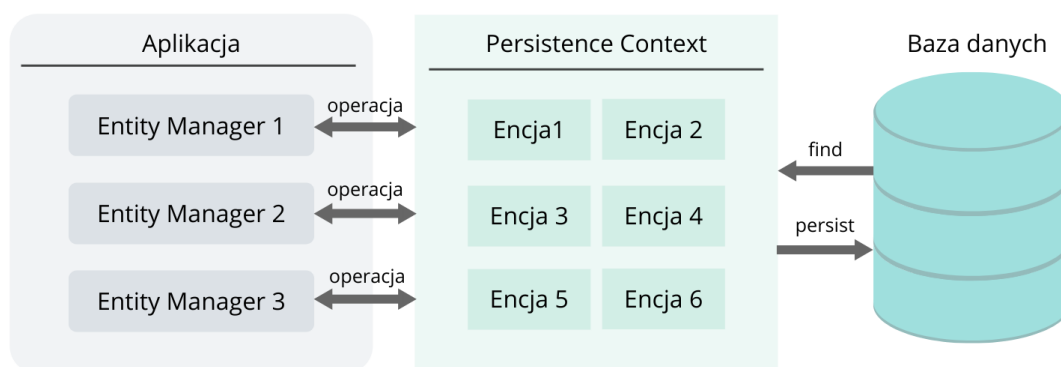 Aplikacja
Entity Manager 1
Entity Manager 2
Entity Manager 3
operacja
operacja
operacja
Persistence Context
Encja1
Encja 2
Encja 3
Encja 4
Encja 5
Encja 6
find
persist
Baza danych